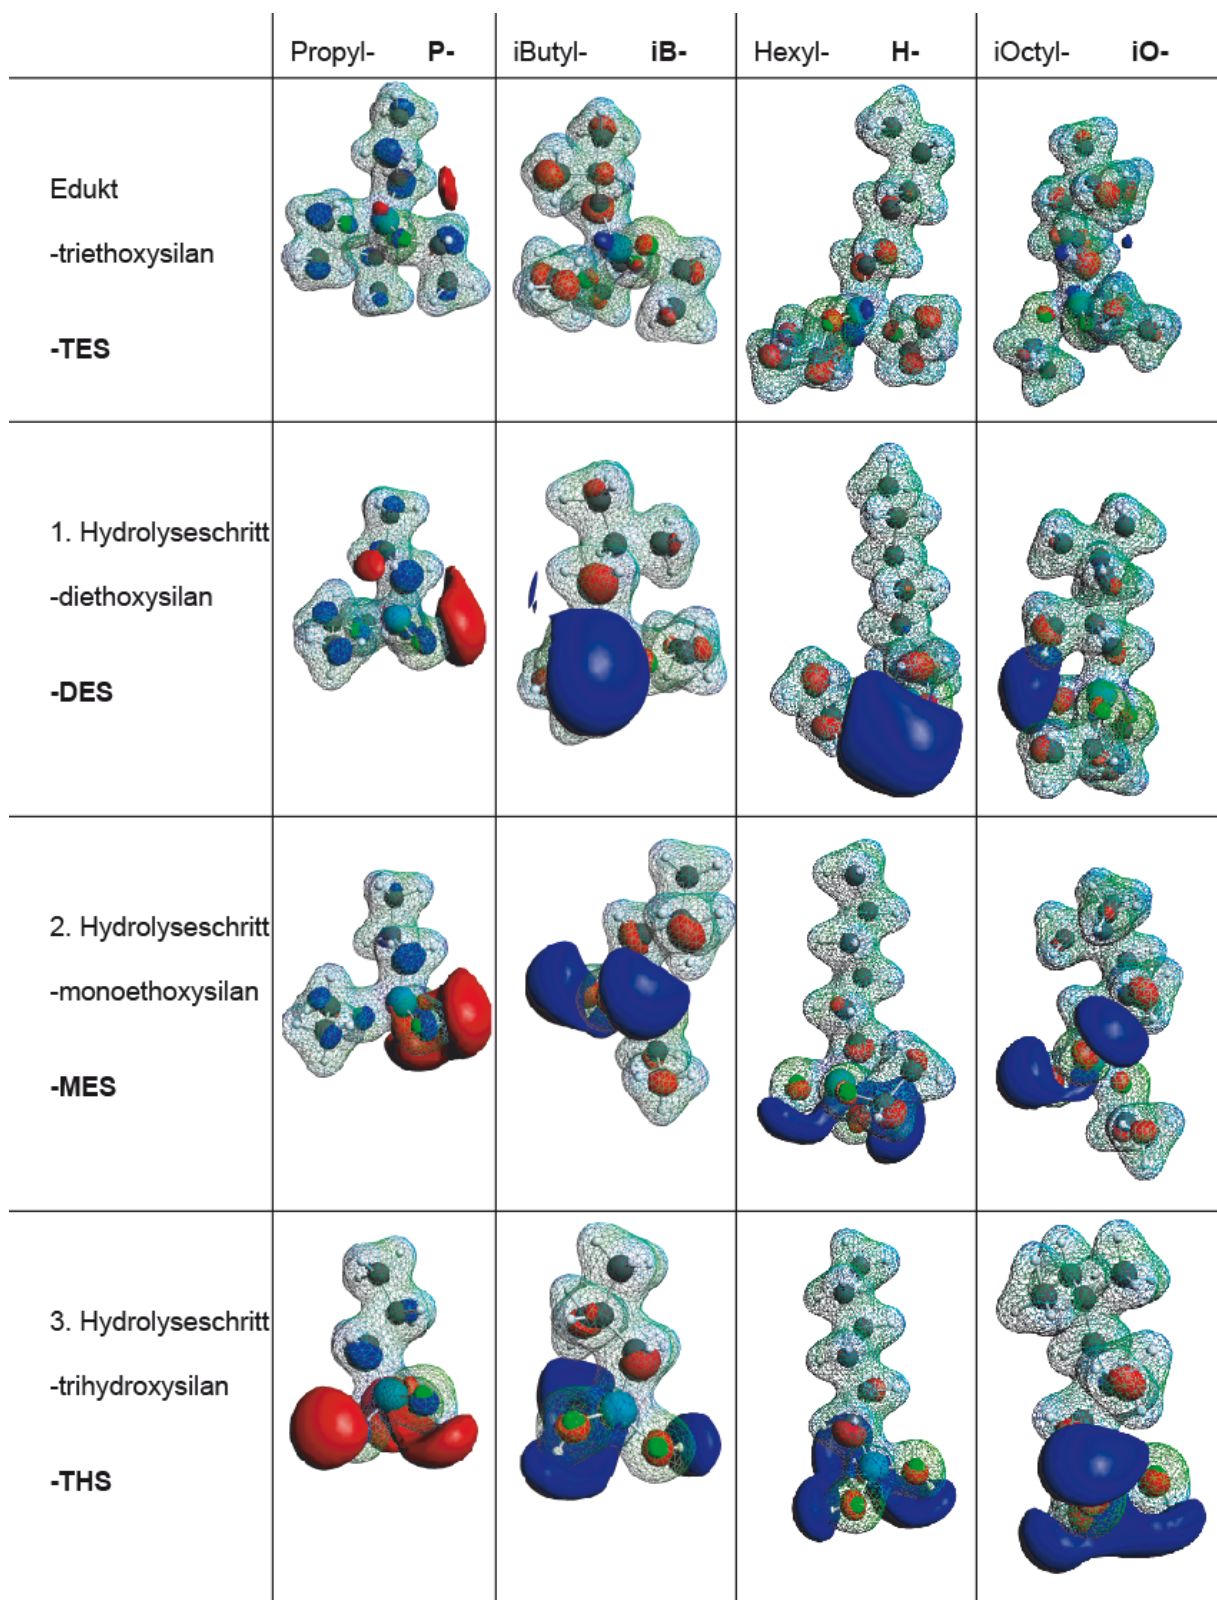 Propyl- P- iButyl- iB- Hexyl- H- iOctyl- iO-
Edukt
-triethoxysilan
-TES
1. Hydrolyseschritt
-diethoxysilan
-DES
2. Hydrolyseschritt
-monoethoxysilan
-MES
3. Hydrolyseschritt
-trihydroxysilan
-THS